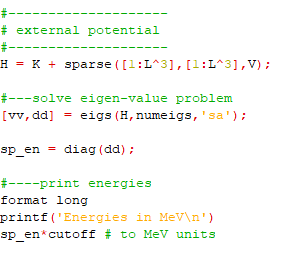 #--------------------
# external potential
#--------------------
H = K + sparse([1:L^3],[1:L^3],V);
#---solve eigen-value problem
[vv,dd] = eigs(H,numeigs,'sa');
sp_en = diag(dd);
#----print energies
format long
printf('Energies in MeV\n')
sp_en*cutoff # to MeV units